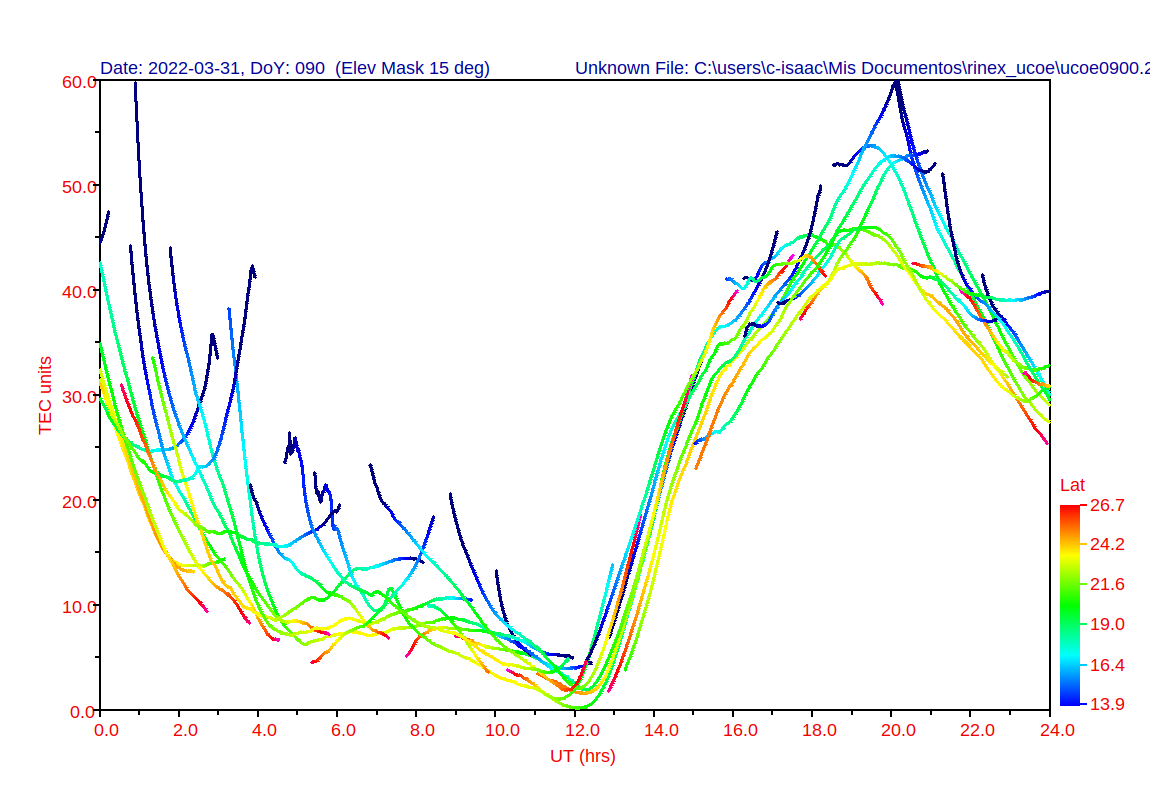 Date: 2022-03-31, DoY: 090 (Elev Mask 15 deg) Unknown File: C:\users\c-isaac\Mis Documentos\rinex_ucoe\ucoe0900.2
60.0
50.0
40.0
30.0
20.0
10.0
0.0
TEC units
0.0 2.0 4.0 6.0 8.0 10.0 12.0 14.0 16.0 18.0 20.0 22.0 24.0
UT (hrs)
Lat
26.7
24.2
21.6
19.0
16.4
13.9